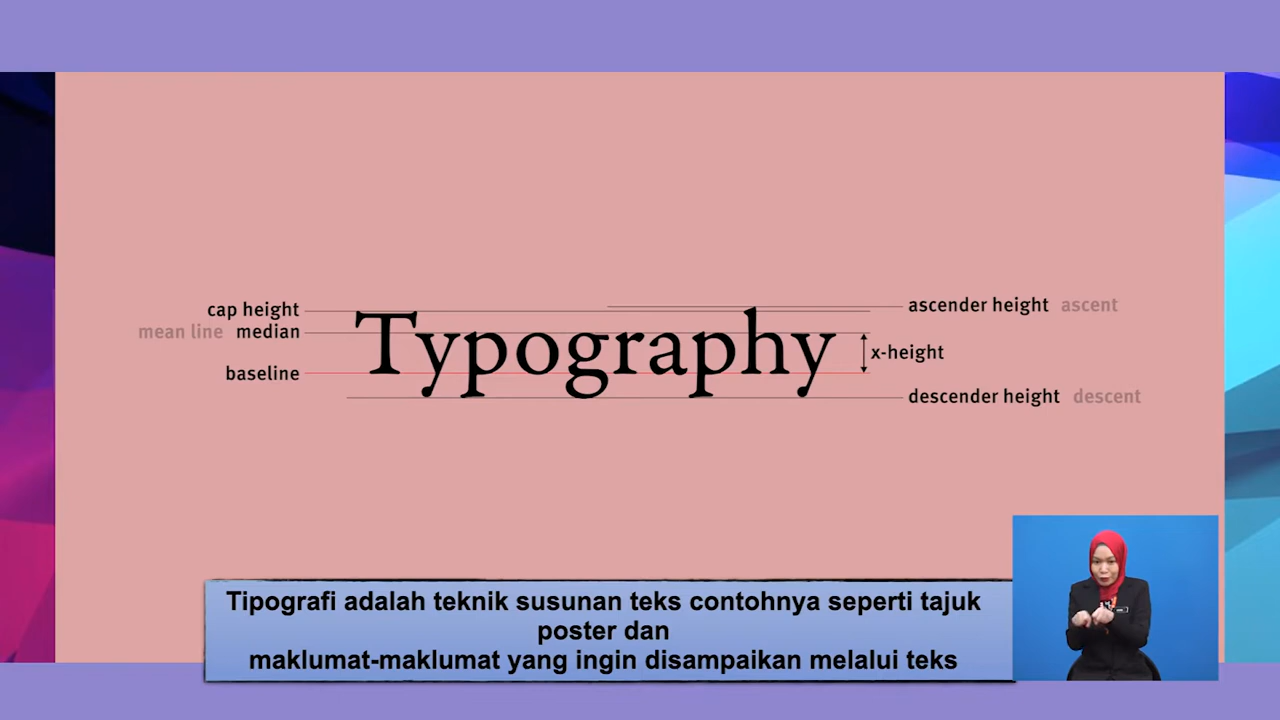 cap height
ascender height ascent
mean line median
Typography
x-height
baseline
descender height descent
Tipografi adalah teknik susunan teks contohnya seperti tajuk
poster dan
maklumat-maklumat yang ingin disampaikan melalui teks